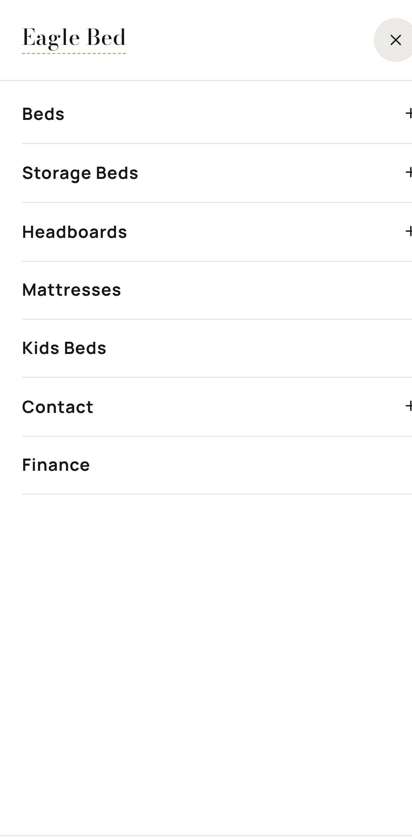 Eagle Bed
Beds
Storage Beds
Headboards
Mattresses
Kids Beds
Contact
Finance